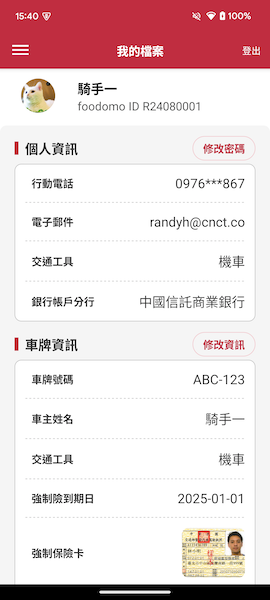 15:40
100%
我的檔案
登出
騎手一
foodomo ID R24080001
個人資訊
修改密碼
行動電話
0976***867
電子郵件
randyh@cnct.co
交通工具
機車
銀行帳戶分行
中國信託商業銀行
車牌資訊
修改資訊
車牌號碼
ABC-123
車主姓名
騎手一
交通工具
機車
強制險到期日
2025-01-01
強制保險卡